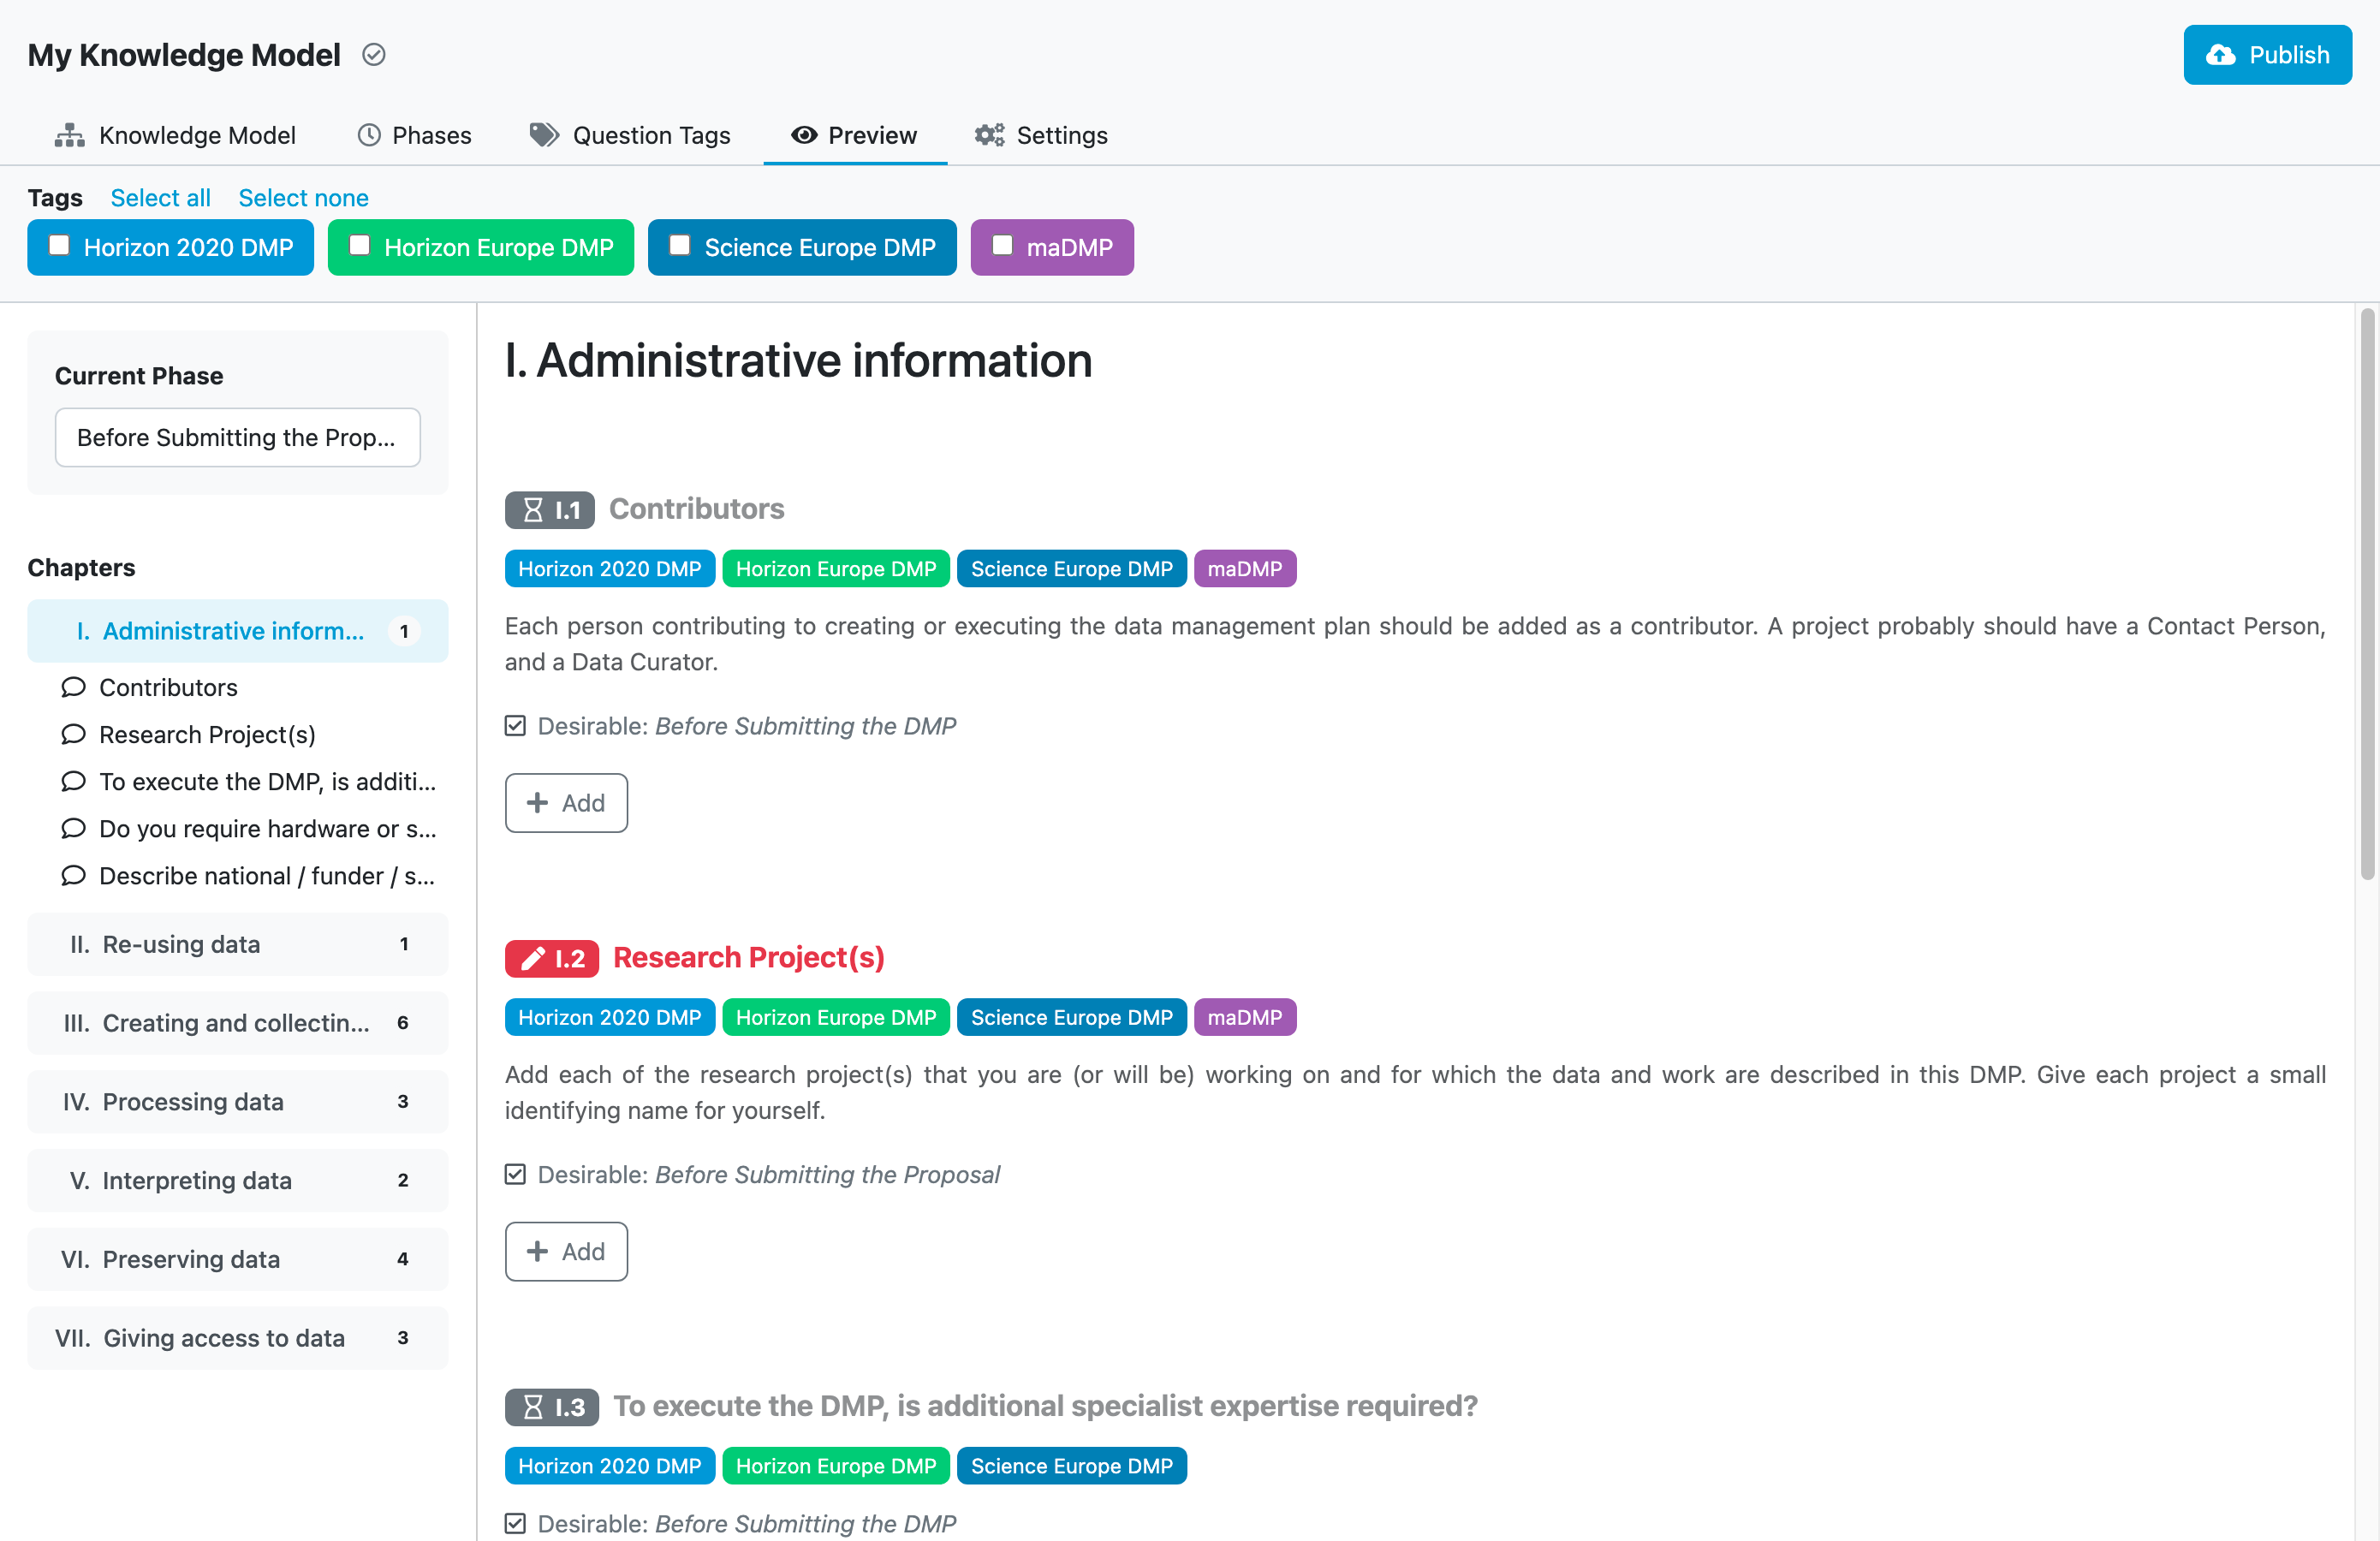 My Knowledge Model
Publish
Knowledge Model Phases Question Tags Preview Settings
Tags Select all Select none
Horizon 2020 DMP Horizon Europe DMP Science Europe DMP maDMP
Current Phase
Before Submitting the Prop...
Chapters
I. Administrative inform... 1
Contributors
Research Project(s)
To execute the DMP, is additi...
Do you require hardware or s...
Describe national / funder / s...
II. Re-using data 1
III. Creating and collectin... 6
IV. Processing data 3
V. Interpreting data 2
VI. Preserving data 4
VII. Giving access to data 3
I. Administrative information
I.1 Contributors
Horizon 2020 DMP Horizon Europe DMP Science Europe DMP maDMP
Each person contributing to creating or executing the data management plan should be added as a contributor. A project probably should have a Contact Person,
and a Data Curator.
Desirable: Before Submitting the DMP
Add
I.2 Research Project(s)
Horizon 2020 DMP Horizon Europe DMP Science Europe DMP maDMP
Add each of the research project(s) that you are (or will be) working on and for which the data and work are described in this DMP. Give each project a small
identifying name for yourself.
Desirable: Before Submitting the Proposal
Add
I.3 To execute the DMP, is additional specialist expertise required?
Horizon 2020 DMP Horizon Europe DMP Science Europe DMP
Desirable: Before Submitting the DMP